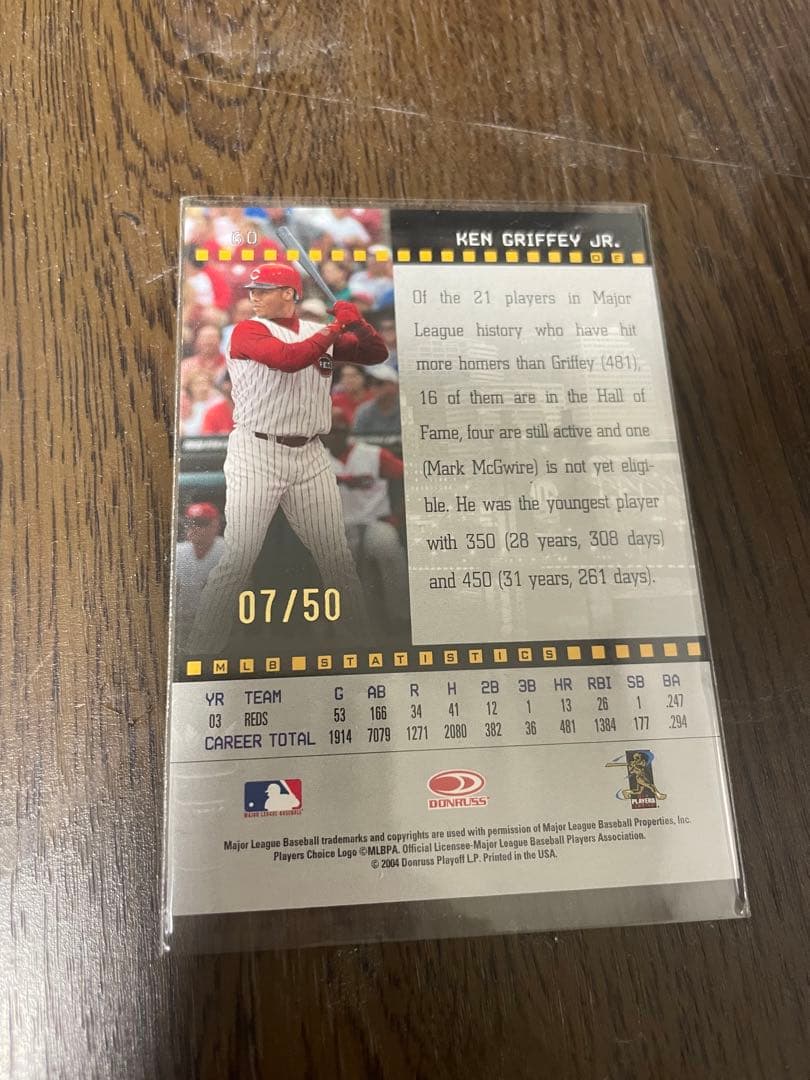 60
KEN GRIFFEY JR.
OF
Of the 21 players in Major
League history who have hit
more homers than Griffey (481),
16 of them are in the Hall of
Fame, four are still active and one
(Mark McGwire) is not yet eligi-
ble. He was the youngest player
with 350 (28 years, 308 days)
and 450 (31 years, 261 days).
07/50
MLB STATISTICS
YR TEAM G AB R H 2B 3B HR RBI SB BA
03 REDS 53 166 34 41 12 1 13 26 1 .247
CAREER TOTAL 1914 7079 1271 2080 382 36 481 1384 177 .294
MAJOR LEAGUE BASEBALL
DONRUSS
PLAYERS
Major League Baseball trademarks and copyrights are used with permission of Major League Baseball Properties, Inc.
Players Choice Logo ©MLBPA. Official Licensee-Major League Baseball Players Association.
© 2004 Donruss Playoff L.P. Printed in the USA.